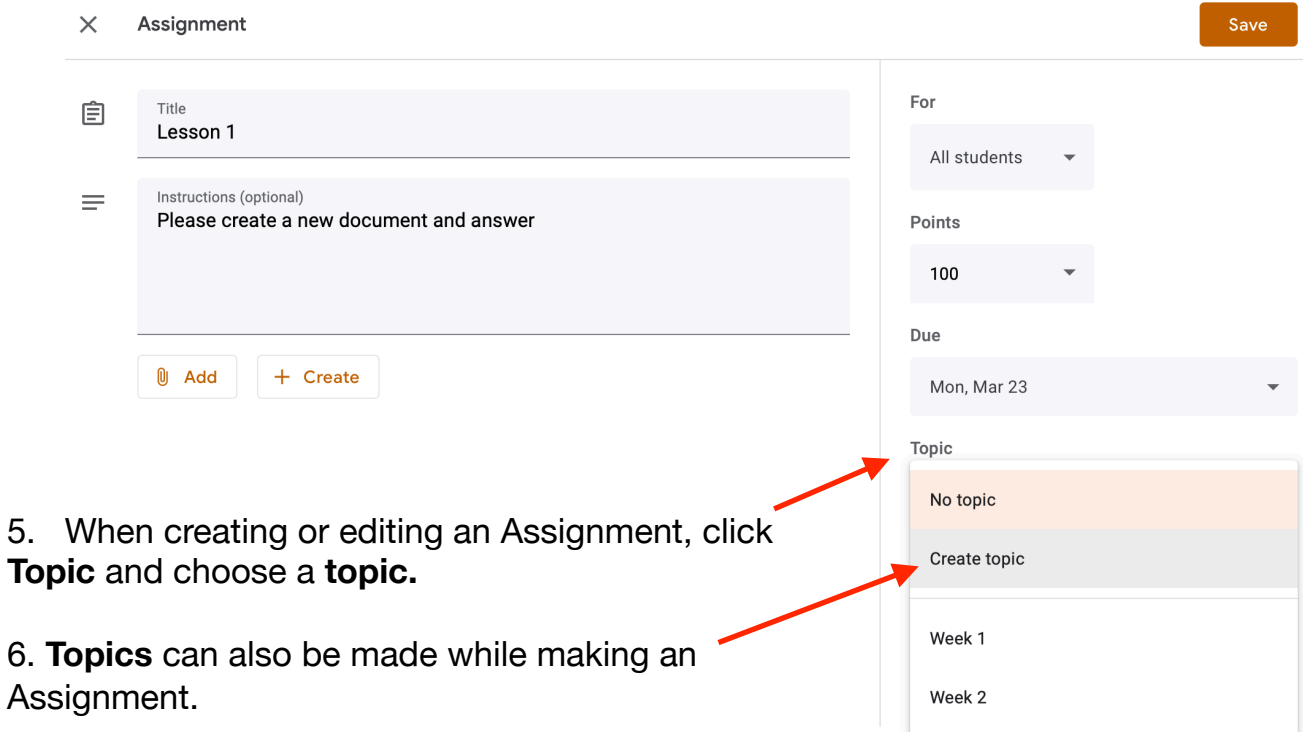 Assignment
Save
Title
Lesson 1
Instructions (optional)
Please create a new document and answer
Add
Create
For
All students
Points
100
Due
Mon, Mar 23
Topic
No topic
Create topic
Week 1
Week 2
5. When creating or editing an Assignment, click
Topic and choose a topic.
6. Topics can also be made while making an
Assignment.